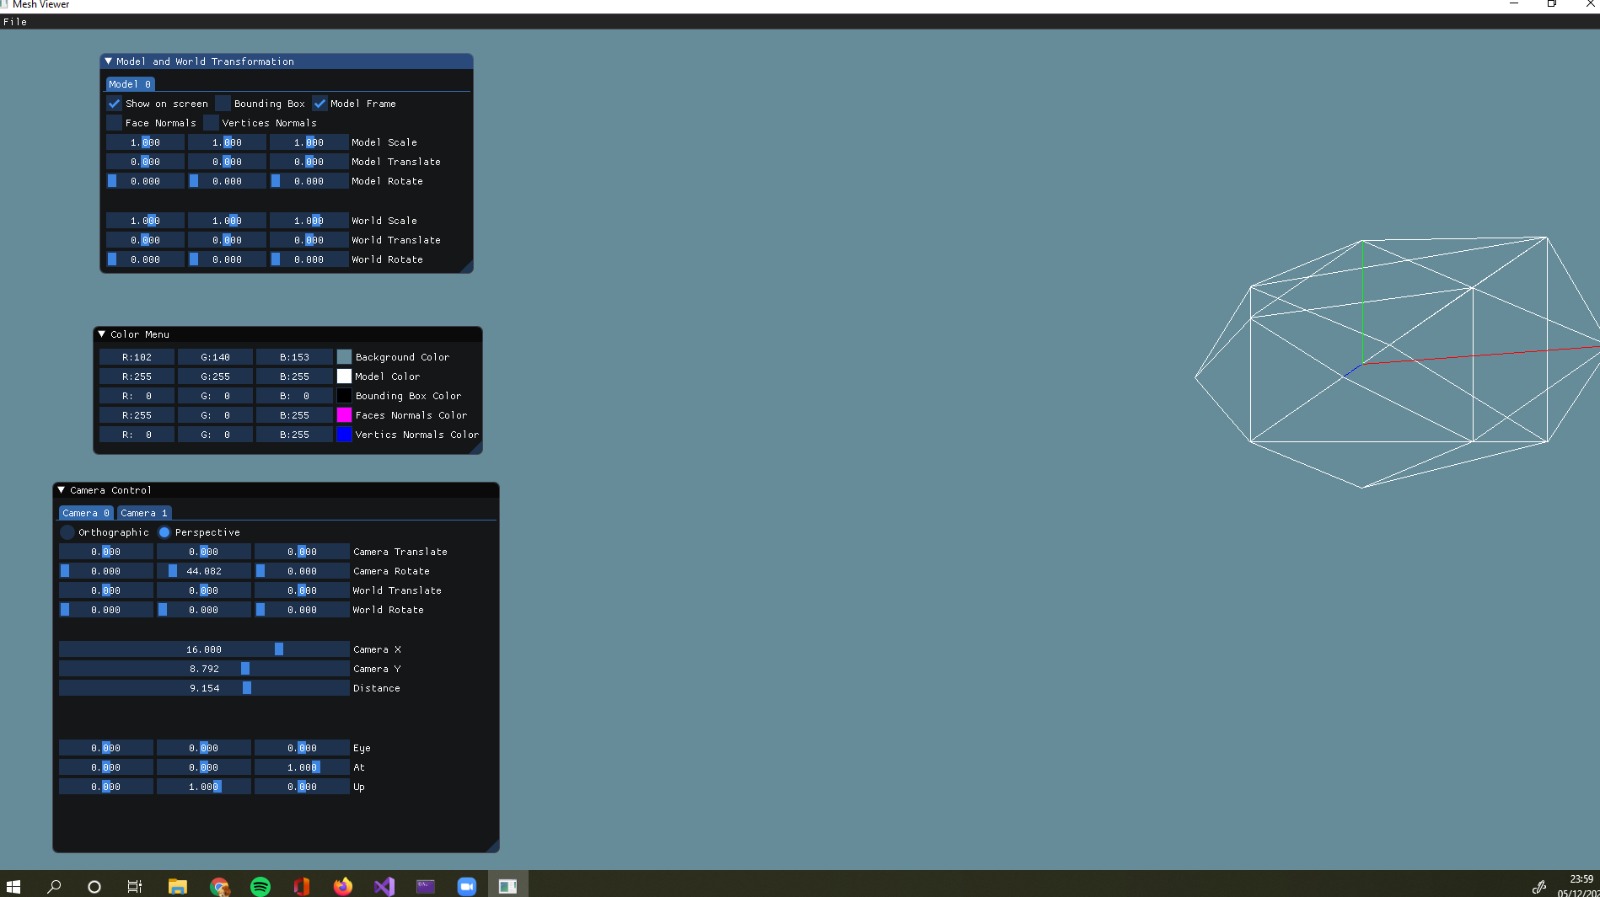 Mesh Viewer
File
Model and World Transformation
Model 0
Show on screen Bounding Box Model Frame
Face Normals Vertices Normals
1.000 1.000 1.000 Model Scale
0.000 0.000 0.000 Model Translate
0.000 0.000 0.000 Model Rotate
1.000 1.000 1.000 World Scale
0.000 0.000 0.000 World Translate
0.000 0.000 0.000 World Rotate
Color Menu
R:102 G:140 B:153 Background Color
R:255 G:255 B:255 Model Color
R: 0 G: 0 B: 0 Bounding Box Color
R:255 G: 0 B:255 Faces Normals Color
R: 0 G: 0 B:255 Vertics Normals Color
Camera Control
Camera 0 Camera 1
Orthographic Perspective
0.000 0.000 0.000 Camera Translate
0.000 44.082 0.000 Camera Rotate
0.000 0.000 0.000 World Translate
0.000 0.000 0.000 World Rotate
16.000 Camera X
8.792 Camera Y
9.154 Distance
0.000 0.000 0.000 Eye
0.000 0.000 1.000 At
0.000 1.000 0.000 Up
23:59